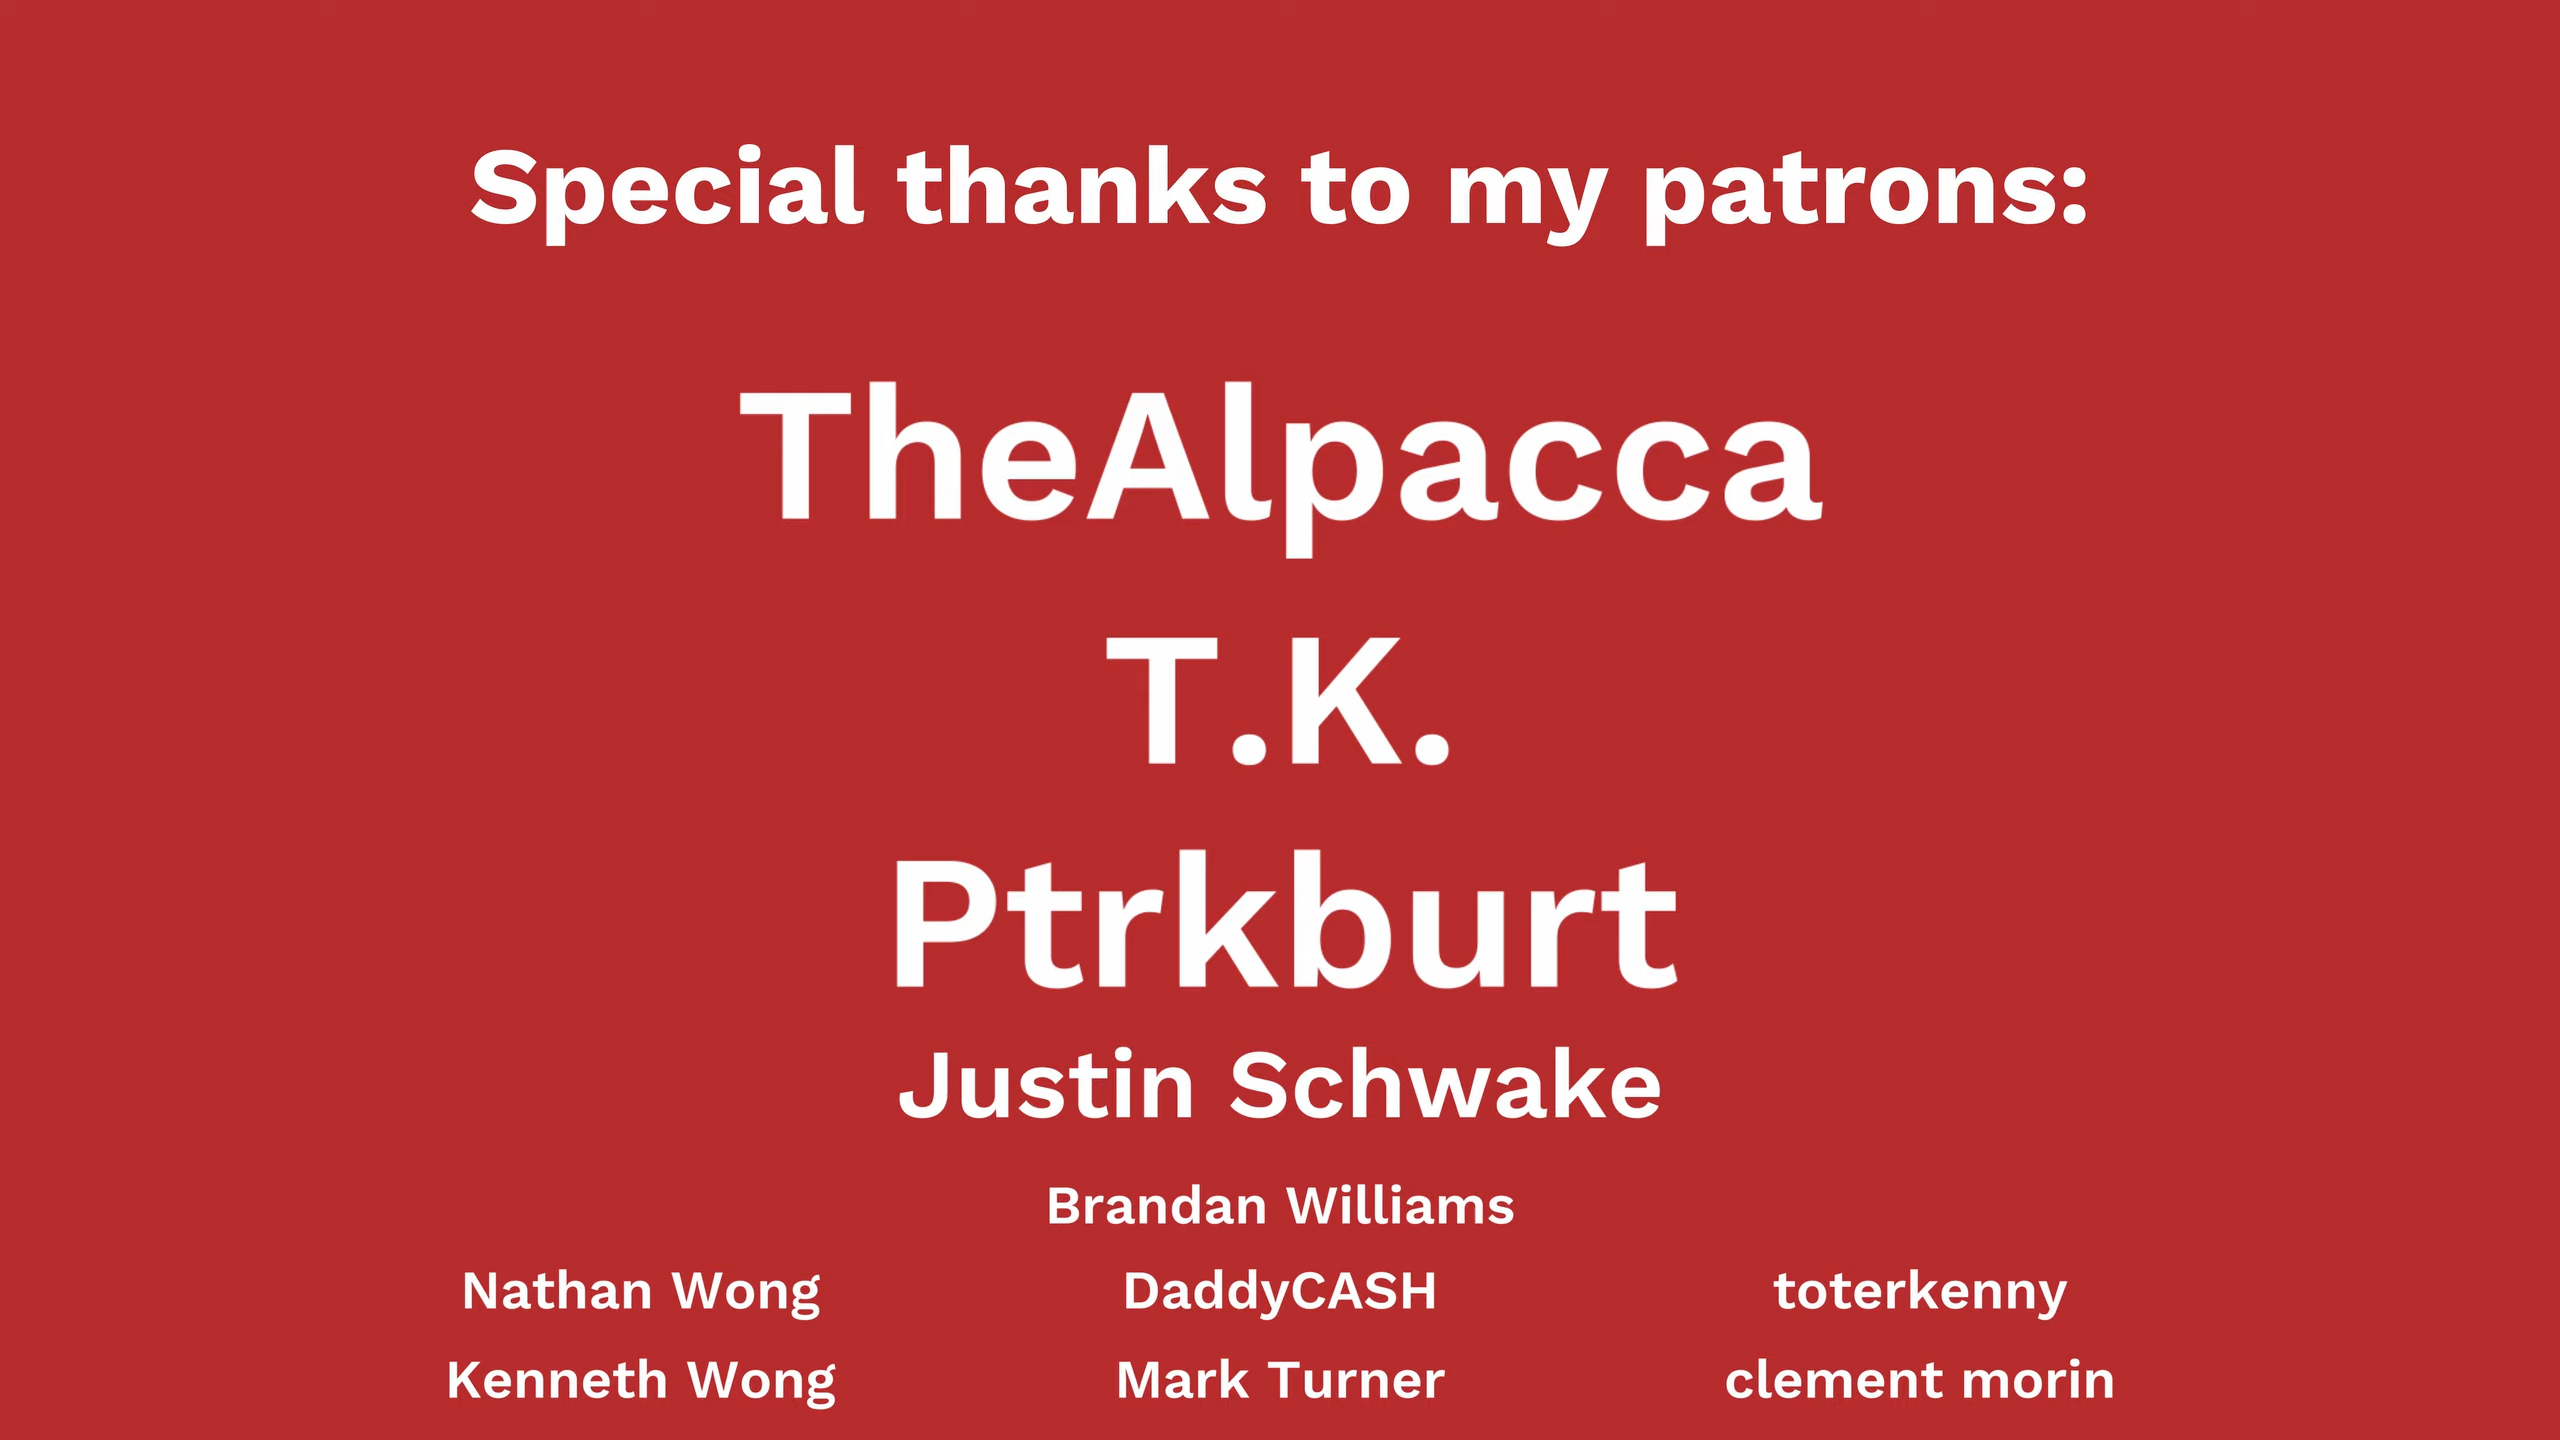 Special thanks to my patrons:
TheAlpacca
T.K.
Ptrkburt
Justin Schwake
Brandan Williams
Nathan Wong DaddyCASH toterkenny
Kenneth Wong Mark Turner clement morin